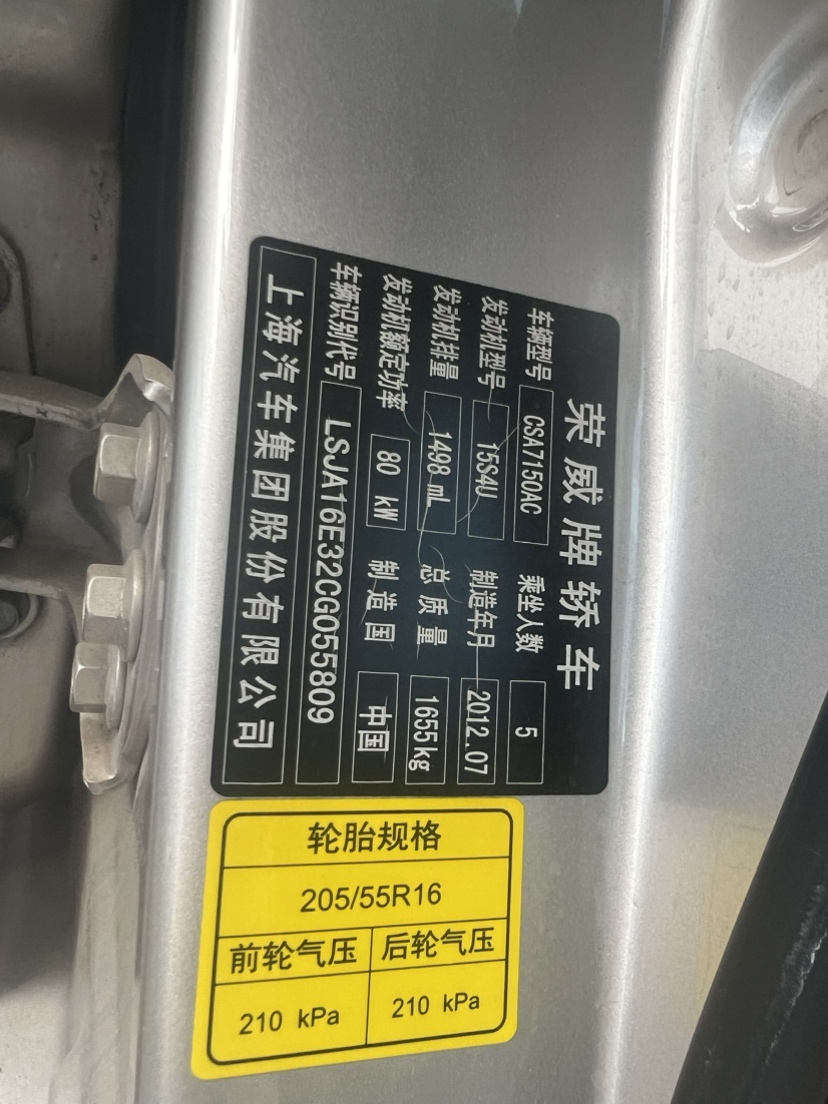 荣威牌轿车
车辆型号 CSA7150AC 乘坐人数 5
发动机型号 15S4U 制造年月 2012.07
发动机排量 1498 mL 总质量 1655kg
发动机额定功率 80 kW 制造国 中国
车辆识别代号 LSJA16E32CG055809
上海汽车集团股份有限公司
轮胎规格
205/55R16
前轮气压 后轮气压
210 kPa 210 kPa